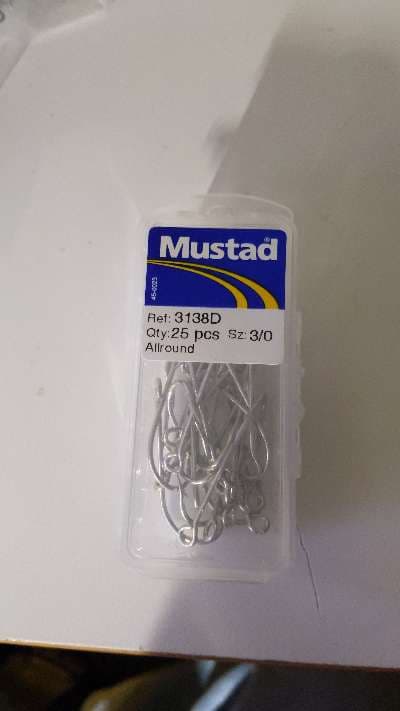 Mustad®
Ref: 3138D
Qty: 25 pcs Sz: 3/0
Allround